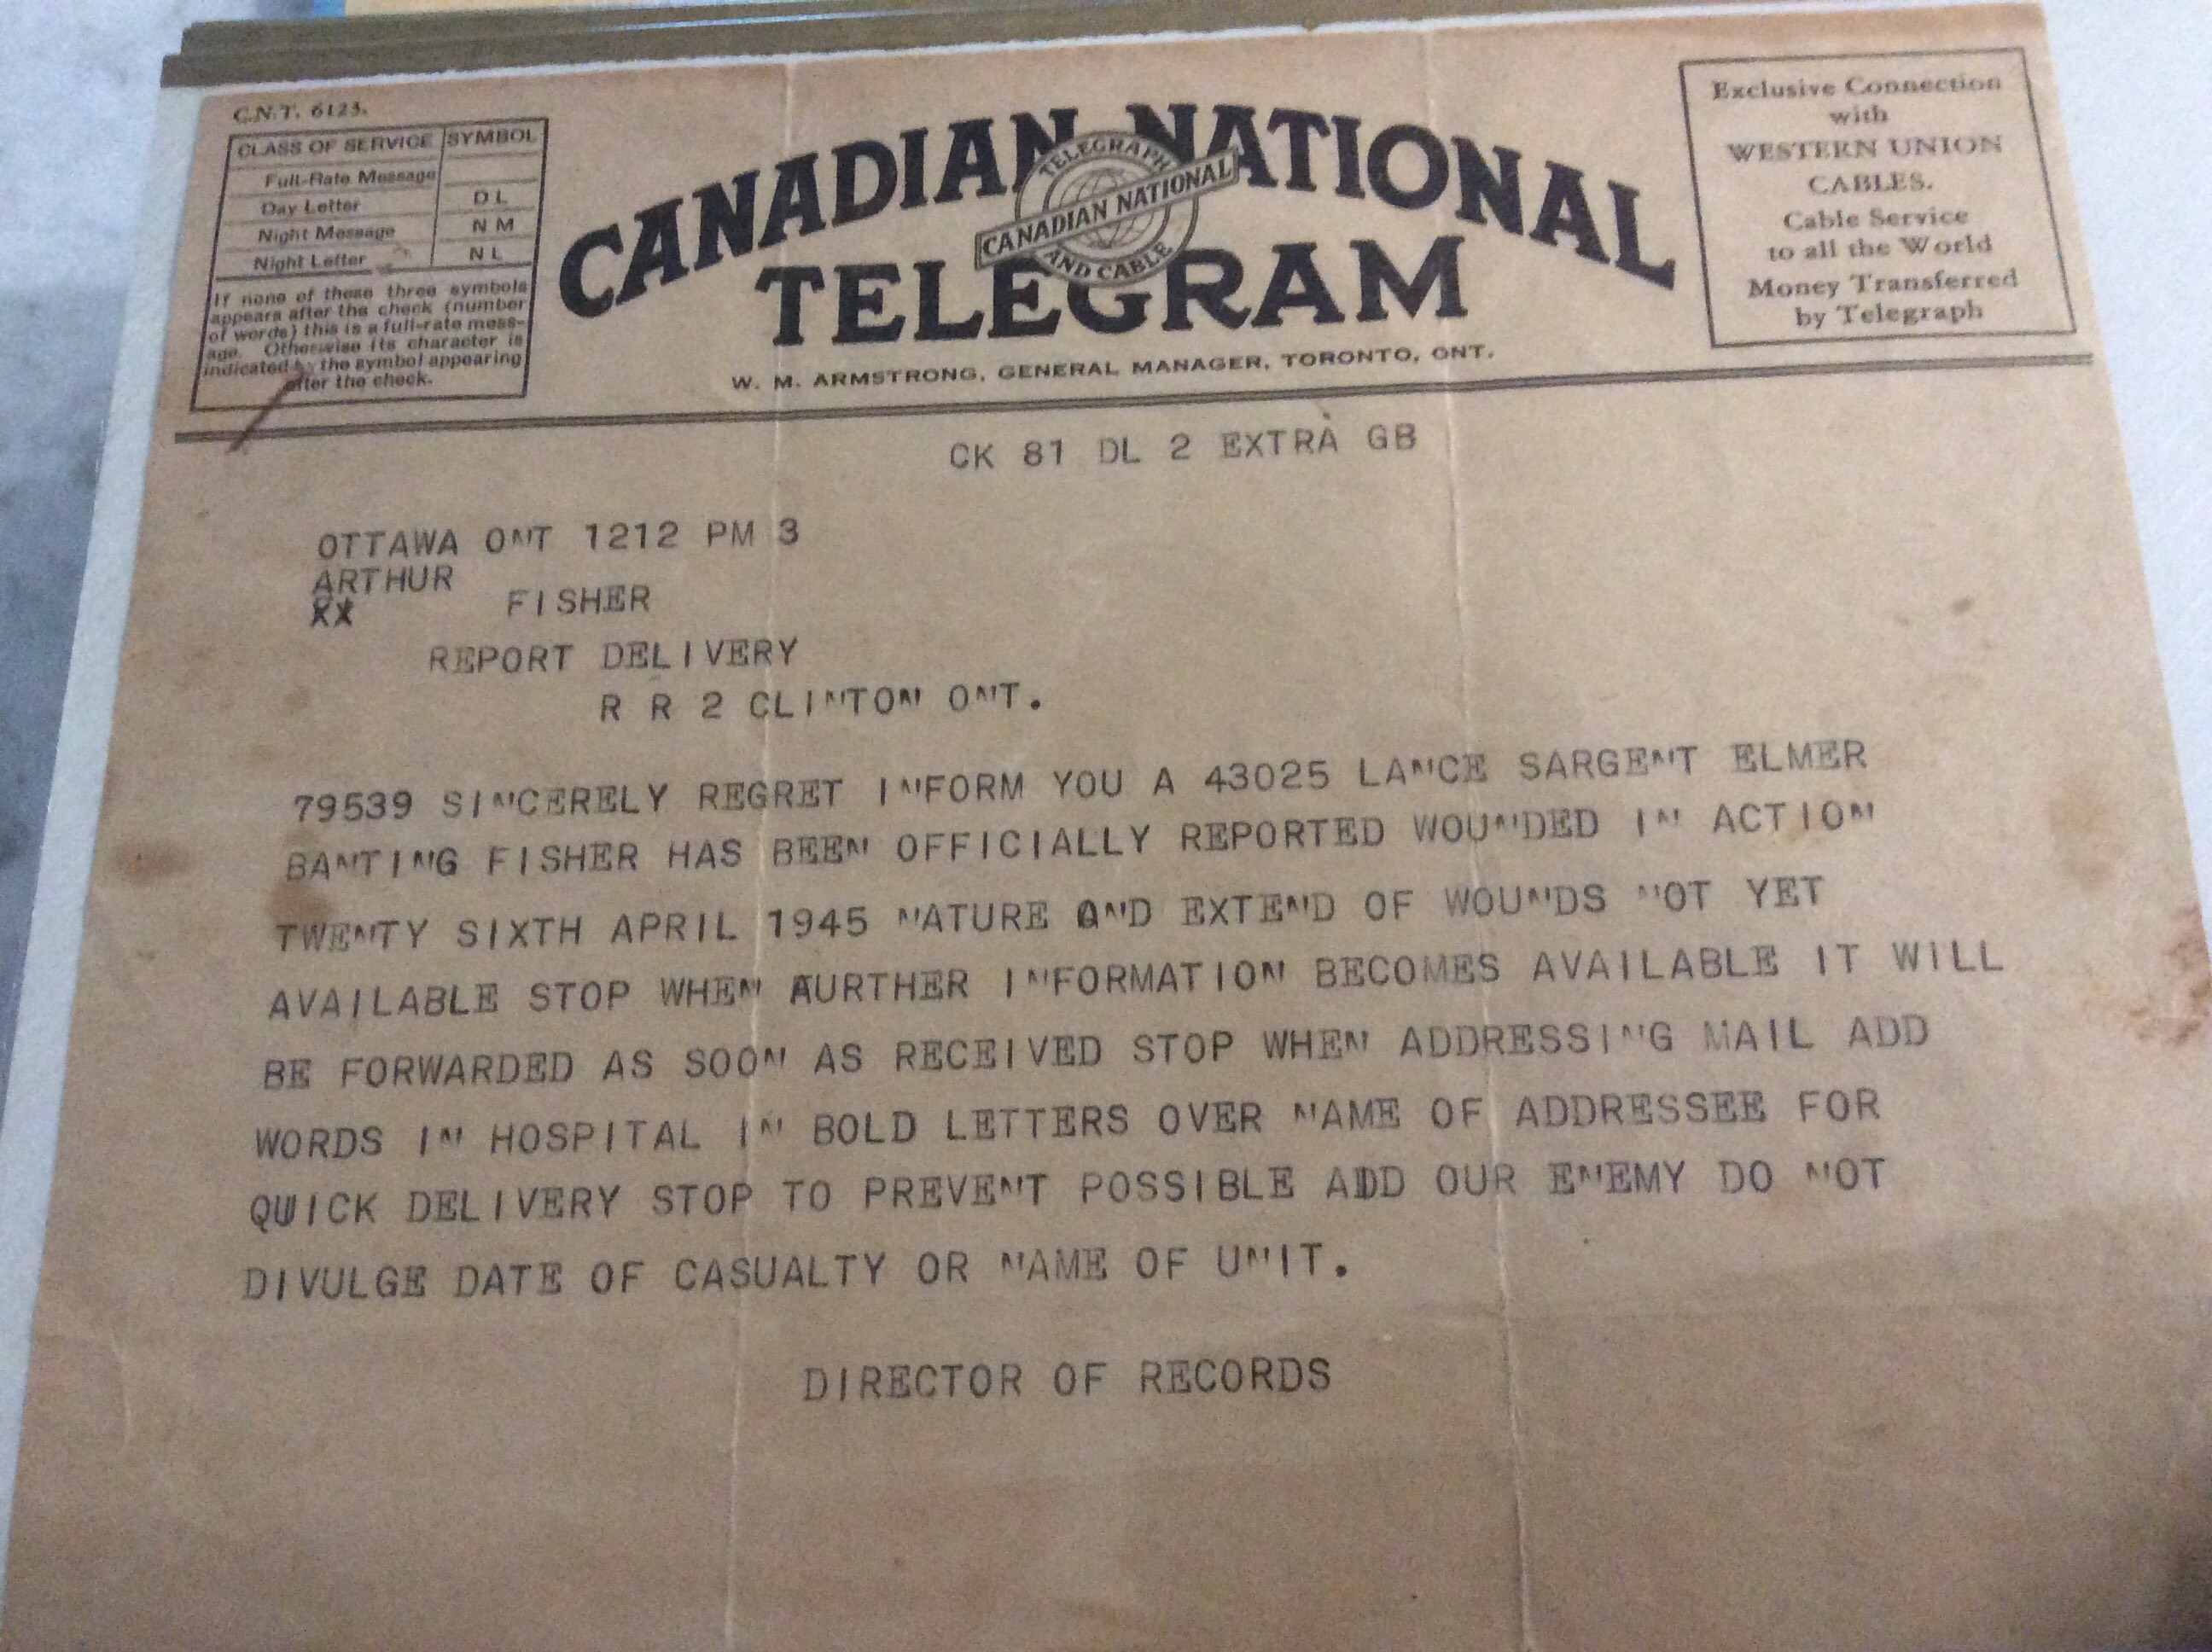 C.N.T. 6123.
CLASS OF SERVICE SYMBOL
Full-Rate Message
Day Letter D L
Night Message N M
Night Letter N L
If none of these three symbols
appears after the check (number
of words) this is a full-rate mess-
age. Otherwise its character is
indicated by the symbol appearing
after the check.
CANADIAN NATIONAL
TELEGRAM
TELEGRAPH
CANADIAN NATIONAL
AND CABLE
W. M. ARMSTRONG, GENERAL MANAGER, TORONTO, ONT.
Exclusive Connection
with
WESTERN UNION
CABLES.
Cable Service
to all the World
Money Transferred
by Telegraph
CK 81 DL 2 EXTRA GB
OTTAWA ONT 1212 PM 3
ARTHUR
XX FISHER
REPORT DELIVERY
R R 2 CLINTON ONT.
79539 SINCERELY REGRET INFORM YOU A 43025 LANCE SARGENT ELMER
BANTING FISHER HAS BEEN OFFICIALLY REPORTED WOUNDED IN ACTION
TWENTY SIXTH APRIL 1945 NATURE AND EXTEND OF WOUNDS NOT YET
AVAILABLE STOP WHEN FURTHER INFORMATION BECOMES AVAILABLE IT WILL
BE FORWARDED AS SOON AS RECEIVED STOP WHEN ADDRESSING MAIL ADD
WORDS IN HOSPITAL IN BOLD LETTERS OVER NAME OF ADDRESSEE FOR
QUICK DELIVERY STOP TO PREVENT POSSIBLE ADD OUR ENEMY DO NOT
DIVULGE DATE OF CASUALTY OR NAME OF UNIT.
DIRECTOR OF RECORDS